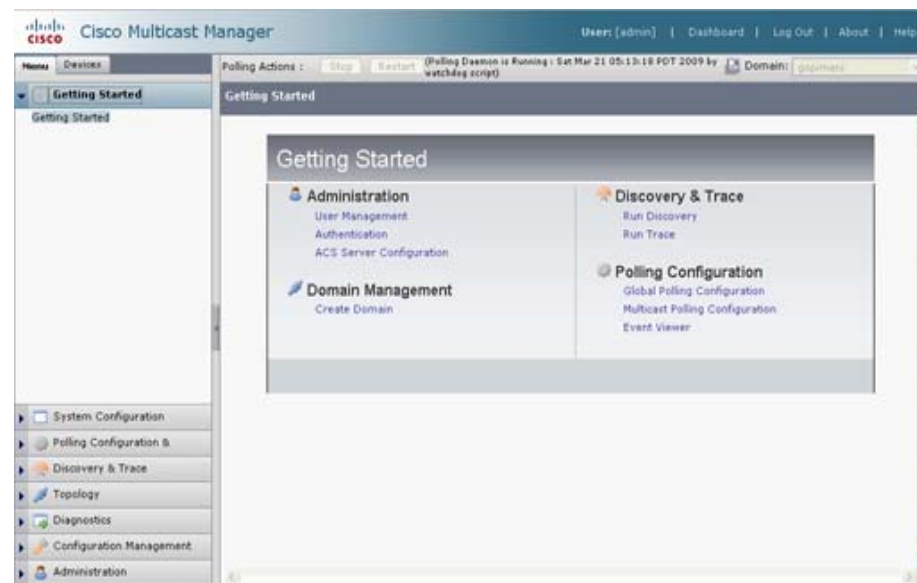 CISCO Cisco Multicast Manager
User: [admin] | Dashboard | Log Out | About | Help
Menu Devices
Polling Actions : Stop Restart (Polling Daemon is Running : Sat Mar 21 05:13:18 PDT 2009 by watchdog script) Domain:
Getting Started
Getting Started
Getting Started
Getting Started
Administration
User Management
Authentication
ACS Server Configuration
Domain Management
Create Domain
Discovery & Trace
Run Discovery
Run Trace
Polling Configuration
Global Polling Configuration
Multicast Polling Configuration
Event Viewer
System Configuration
Polling Configuration &
Discovery & Trace
Topology
Diagnostics
Configuration Management
Administration